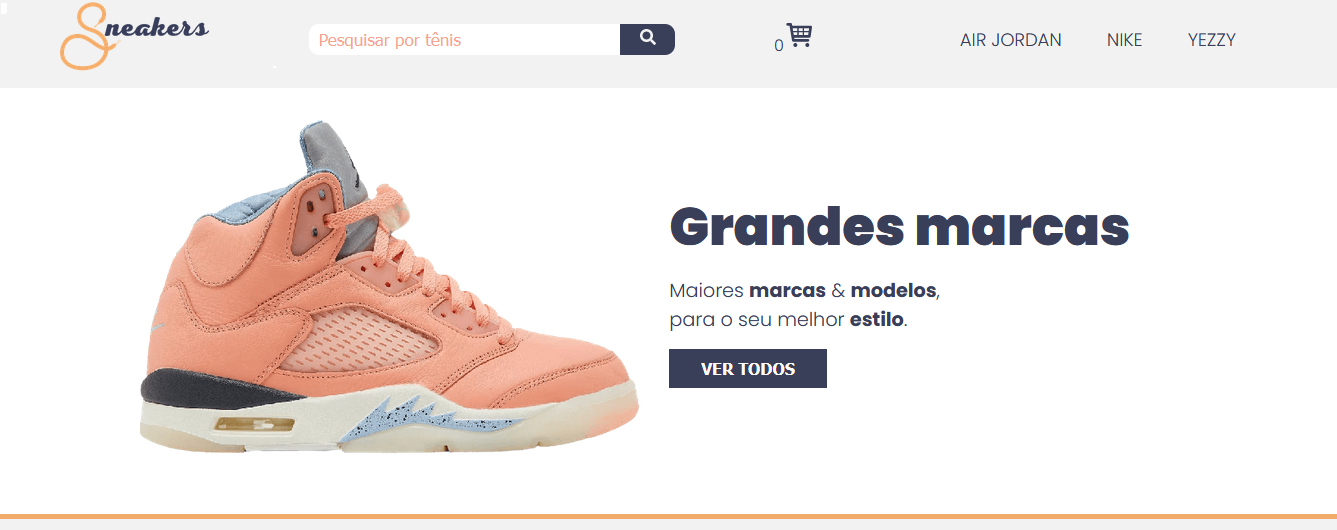 Sneakers
Pesquisar por tênis
0
AIR JORDAN
NIKE
YEZZY
Grandes marcas
Maiores marcas & modelos,
para o seu melhor estilo.
VER TODOS